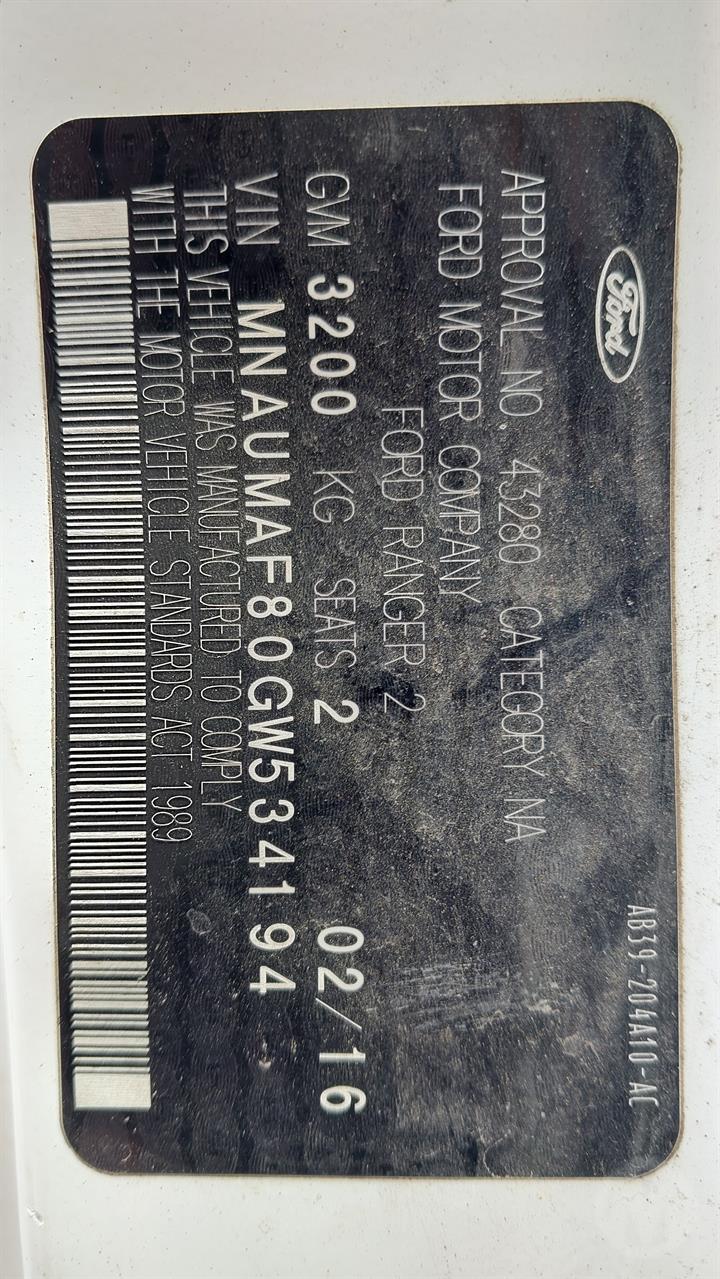 Ford
AB39-204A10-AC
APPROVAL NO. 43280 CATEGORY NA
FORD MOTOR COMPANY
FORD RANGER 2
GVM 3200 KG SEATS 2 02/16
VIN MNAUMAF80GW534194
THIS VEHICLE WAS MANUFACTURED TO COMPLY
WITH THE MOTOR VEHICLE STANDARDS ACT 1989